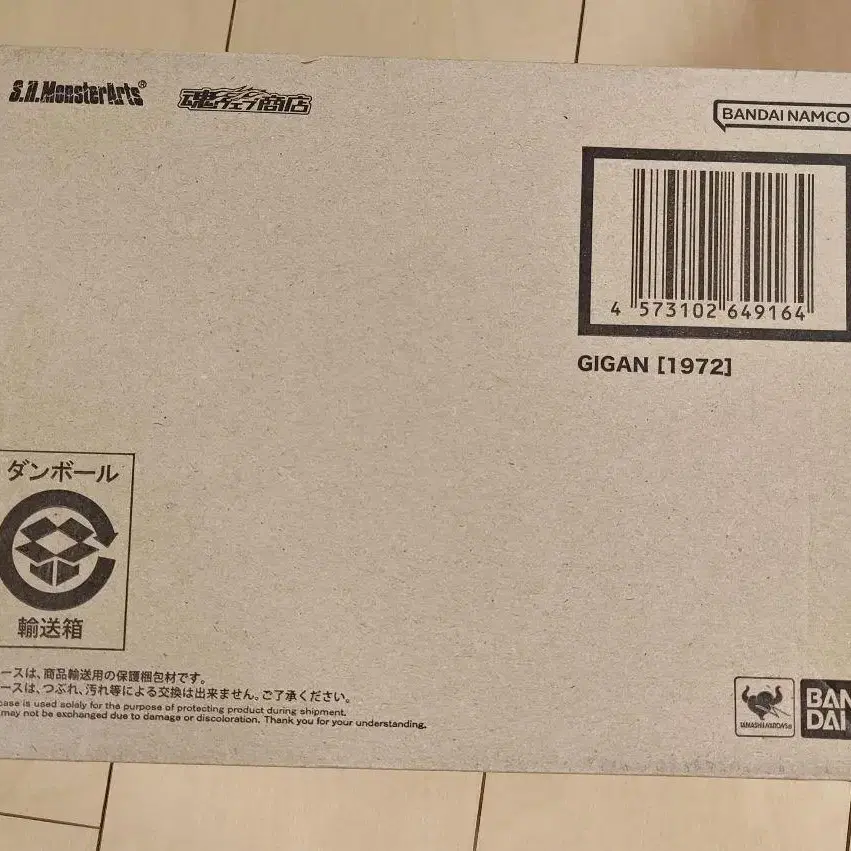 S.H.MonsterArts®
魂ウェブ商店
BANDAI NAMCO
4 573102 649164
GIGAN [1972]
ダンボール
輸送箱
ースは、商品輸送用の保護梱包材です。
ースは、つぶれ、汚れ等による交換は出来ません。ご了承ください。
case is used solely for the purpose of protecting product during shipment.
may not be exchanged due to damage or discoloration. Thank you for your understanding.
TAMASHII NATIONS®
BAN
DAI